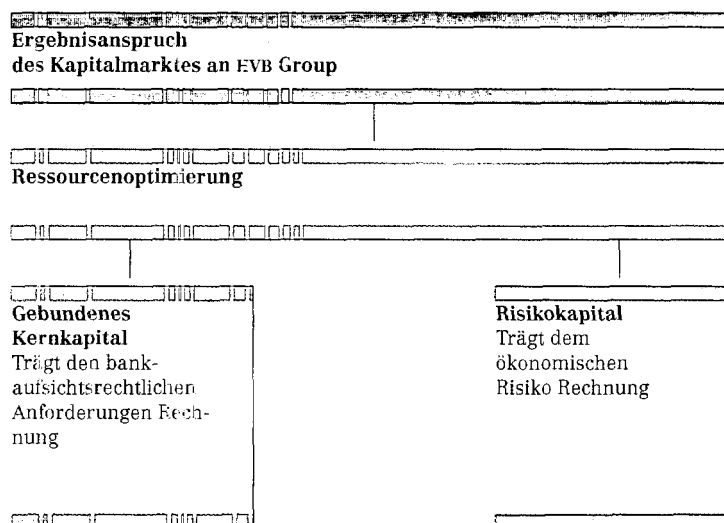 Ergebnisanspruch
des Kapitalmarktes an EVB Group
Ressourcenoptimierung
Gebundenes
Kernkapital
Trägt den bank-
aufsichtsrechtlichen
Anforderungen Rech-
nung
Risikokapital
Trägt dem
ökonomischen
Risiko Rechnung